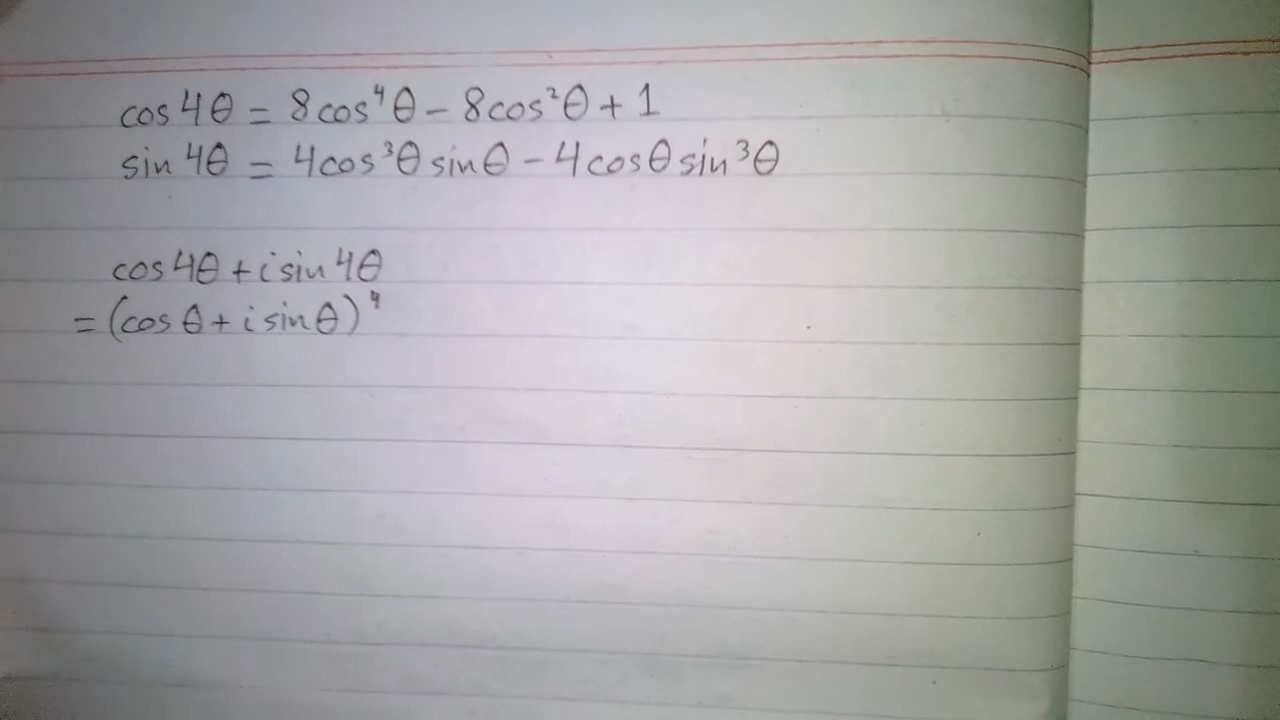 cos 4θ = 8cos⁴θ − 8cos²θ + 1
sin 4θ = 4cos³θ sinθ − 4cosθ sin³θ
cos 4θ + i sin 4θ
= (cos θ + i sin θ)⁴